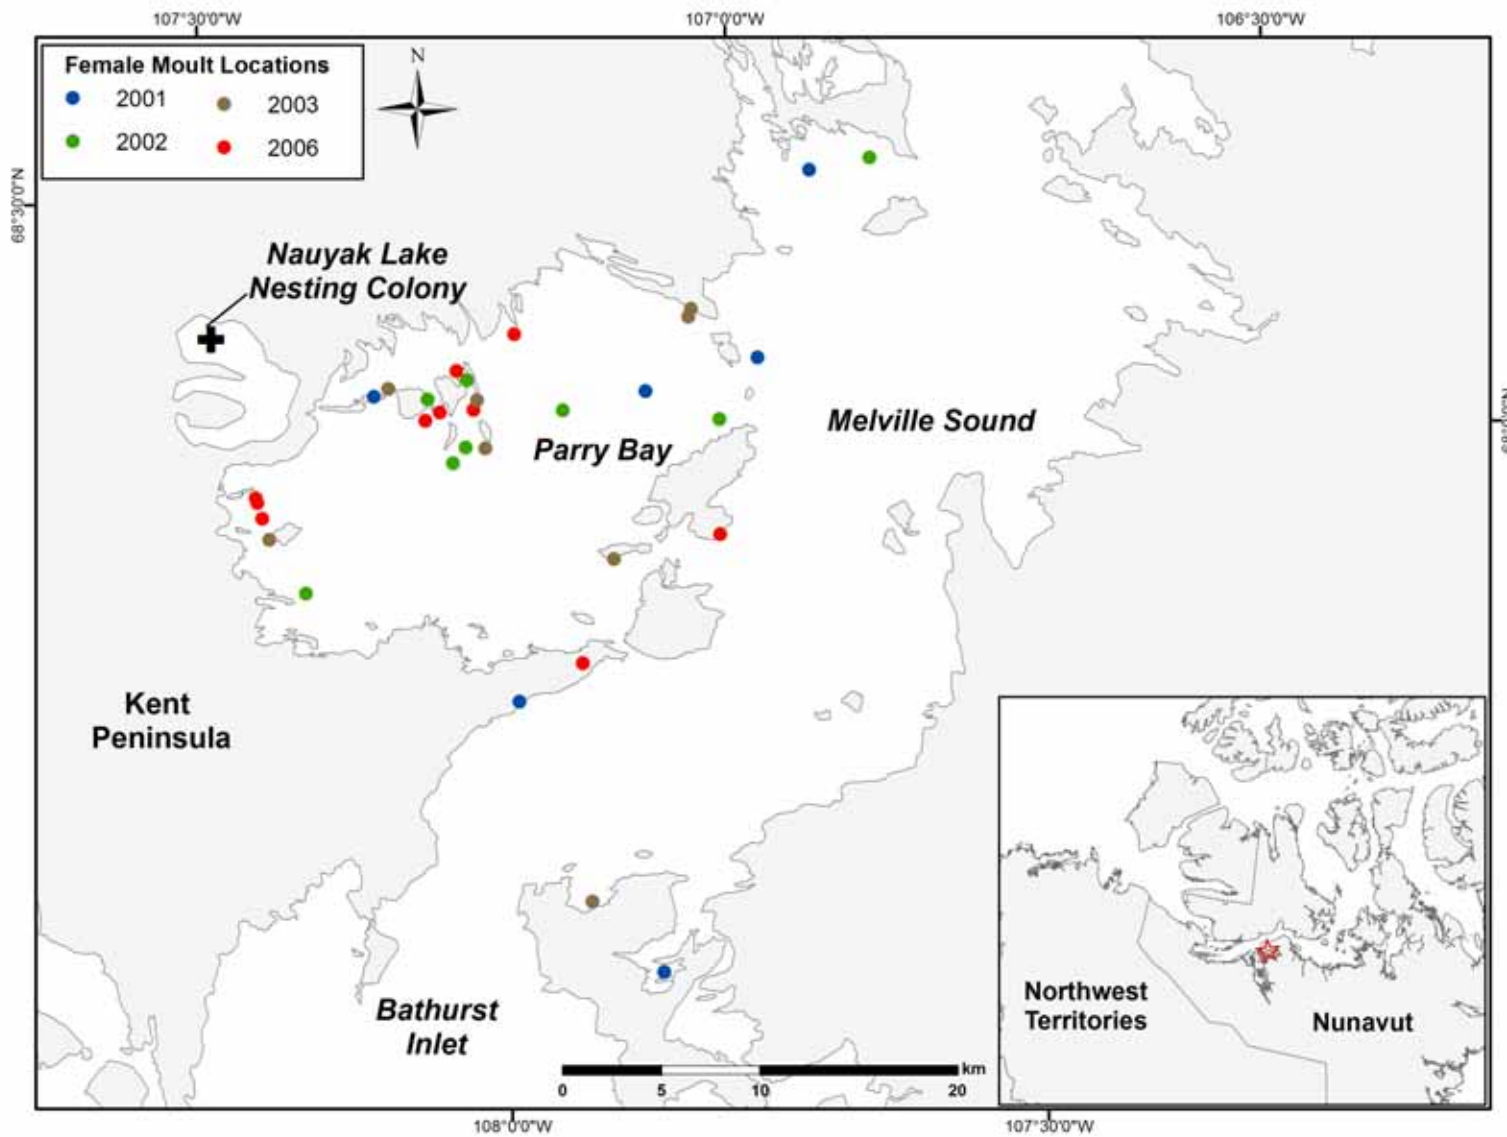 107°30'0"W
107°0'0"W
106°30'0"W
Female Moult Locations
2001
2003
2002
2006
N
68°30'0"N
Nauyak Lake
Nesting Colony
Melville Sound
Parry Bay
Kent
Peninsula
Northwest
Territories
Nunavut
Bathurst
Inlet
km
0
5
10
20
108°0'0"W
107°30'0"W